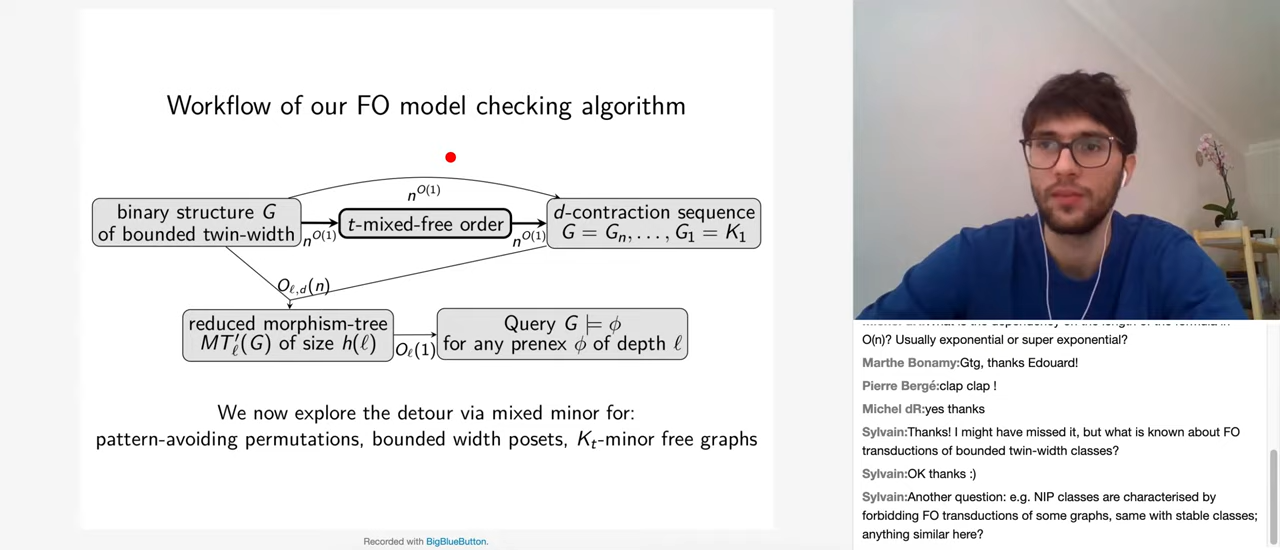 Workflow of our FO model checking algorithm
n^{O(1)}
binary structure G
of bounded twin-width
n^{O(1)}
t-mixed-free order
n^{O(1)}
d-contraction sequence
G = G_n, . . . , G_1 = K_1
O_{ℓ,d}(n)
reduced morphism-tree
MT′_ℓ(G) of size h(ℓ)
O_ℓ(1)
Query G ⊨ ϕ
for any prenex ϕ of depth ℓ
We now explore the detour via mixed minor for:
pattern-avoiding permutations, bounded width posets, K_t-minor free graphs
Recorded with BigBlueButton.
O(n)? Usually exponential or super exponential?
Marthe Bonamy:Gtg, thanks Edouard!
Pierre Bergé:clap clap !
Michel dR:yes thanks
Sylvain:Thanks! I might have missed it, but what is known about FO
transductions of bounded twin-width classes?
Sylvain:OK thanks :)
Sylvain:Another question: e.g. NIP classes are characterised by
forbidding FO transductions of some graphs, same with stable classes;
anything similar here?